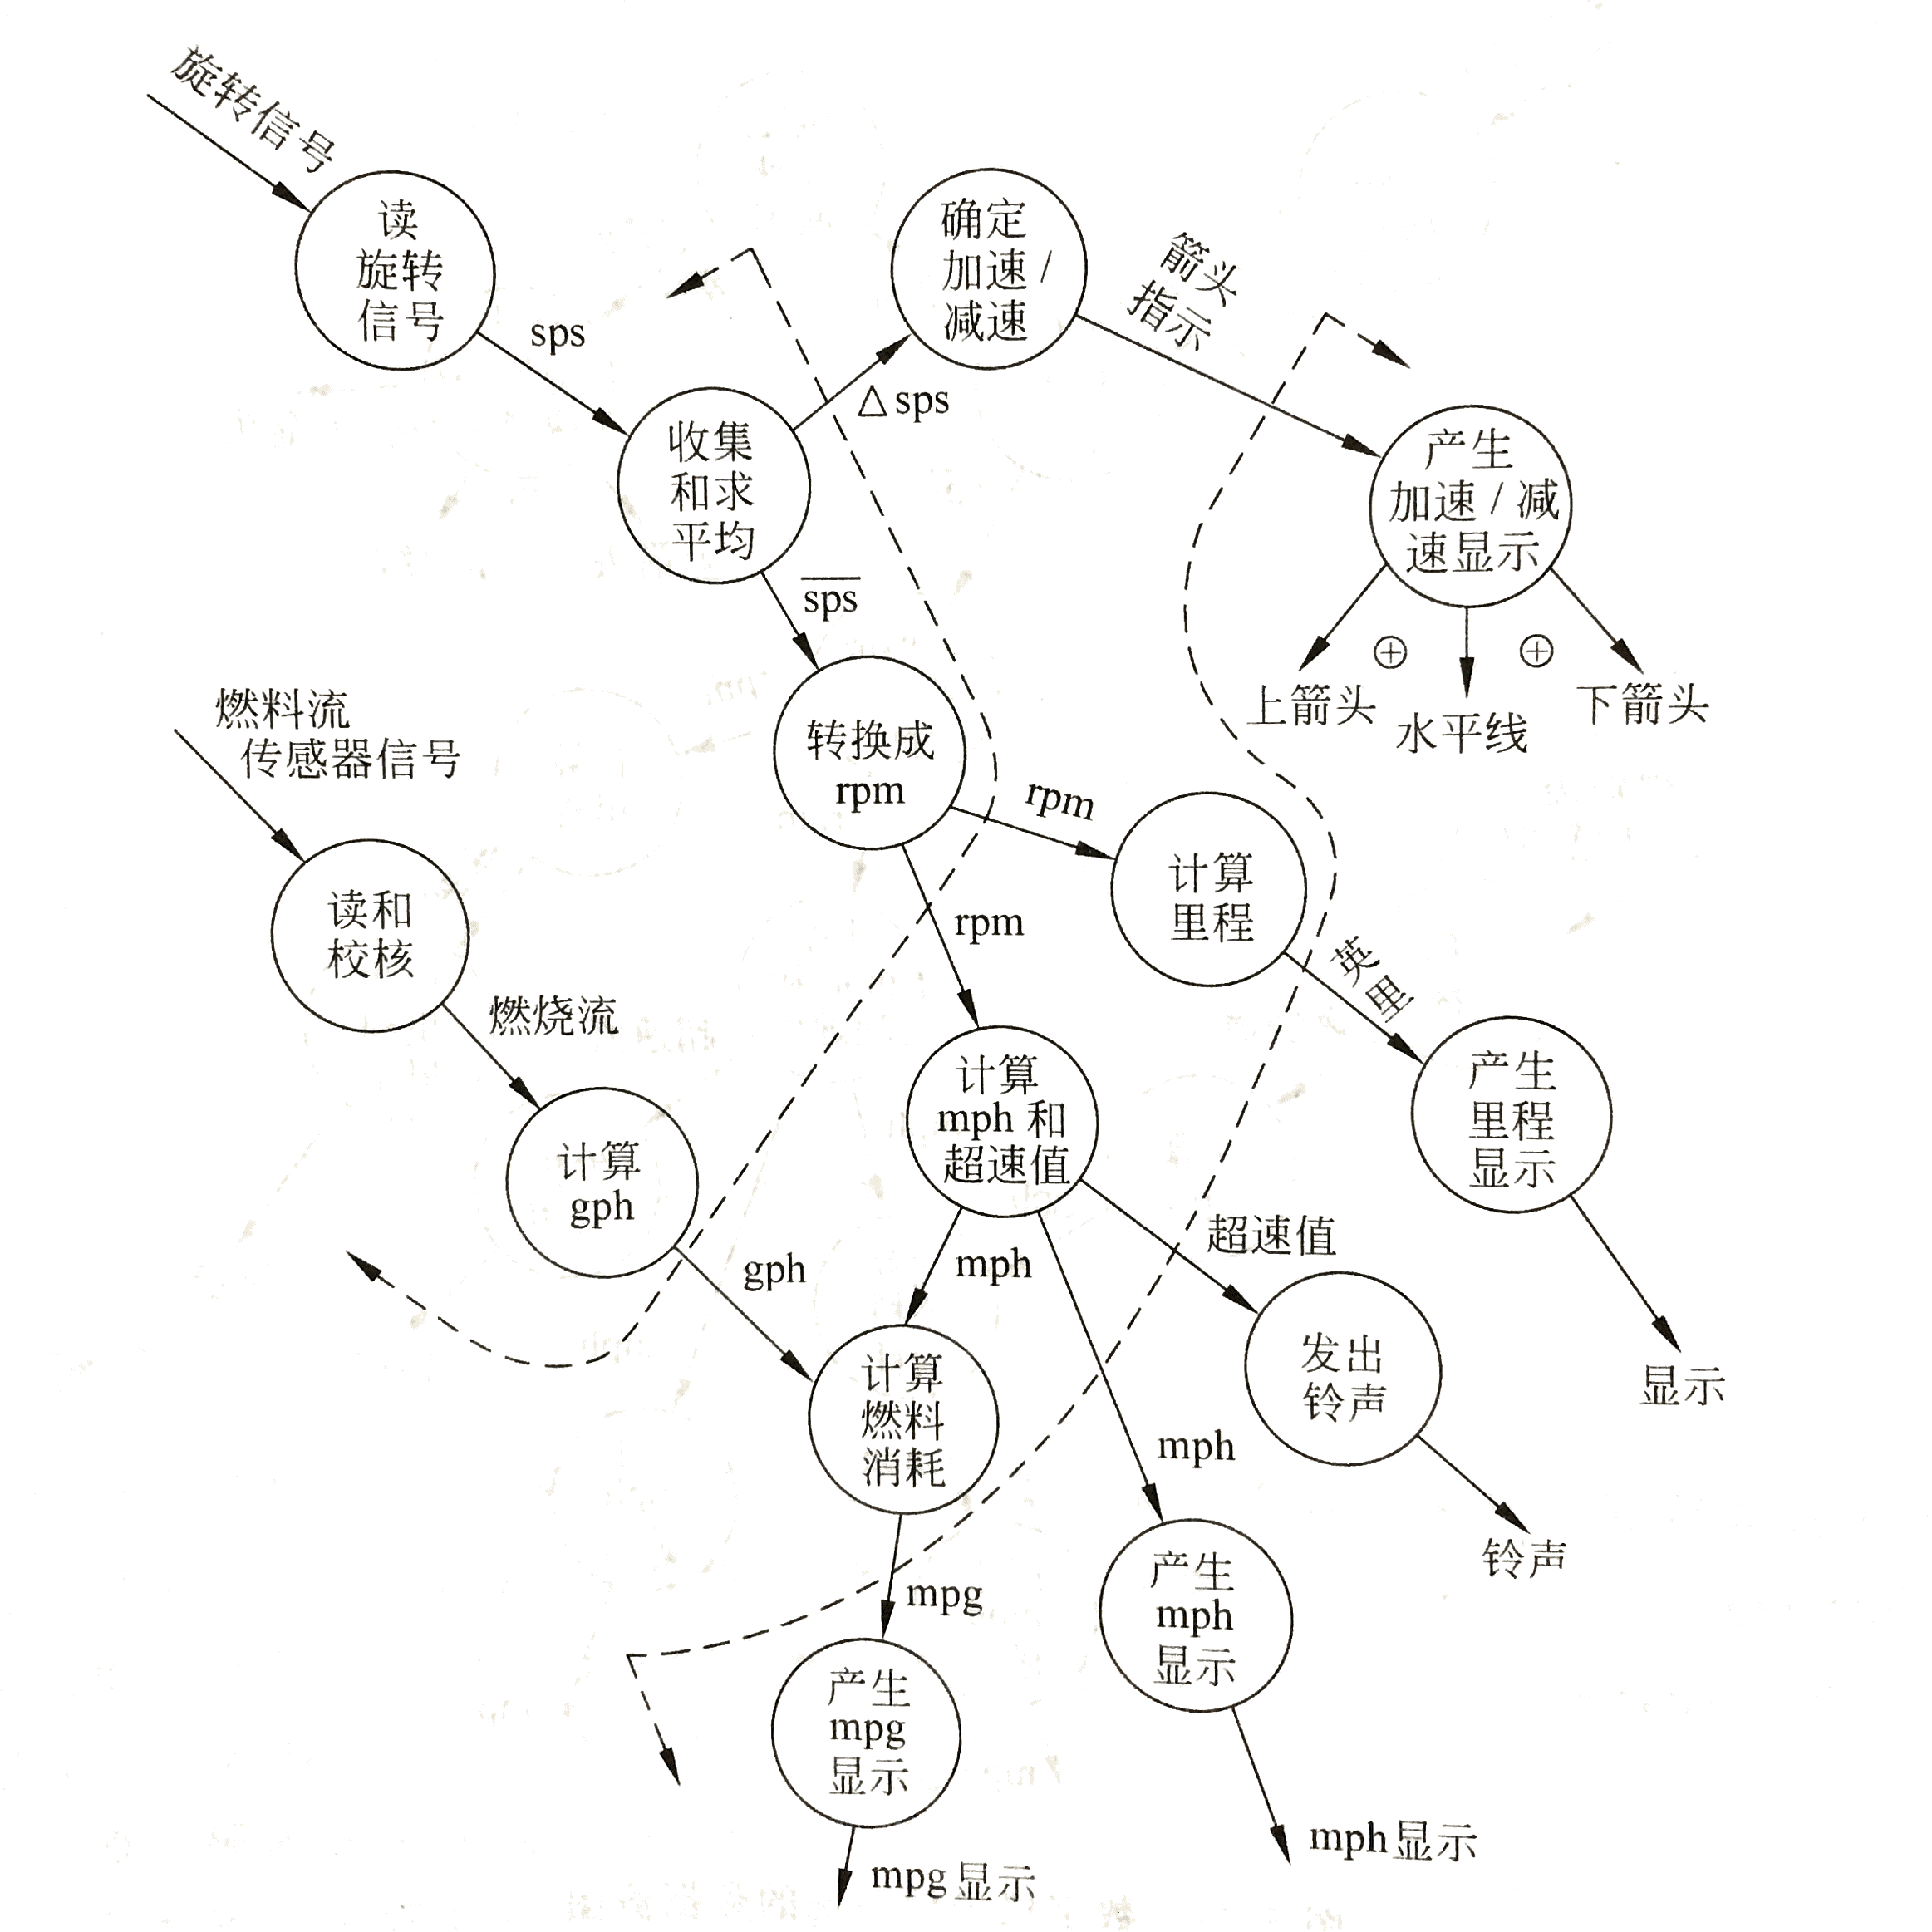 旋转信号
读
旋转
信号
sps
收集
和求
平均
△sps
确定
加速 /
减速
箭头
指示
产生
加速 / 减
速显示
⊕
⊕
上箭头
水平线
下箭头
s̅p̅s̅
转换成
rpm
rpm
计算
里程
英
里
产生
里程
显示
显示
燃料流
传感器信号
读和
校核
燃烧流
计算
gph
gph
rpm
计算
mph 和
超速值
mph
超速值
发出
铃声
铃声
计算
燃料
消耗
mph
产生
mph
显示
mph显示
mpg
产生
mpg
显示
mpg显示